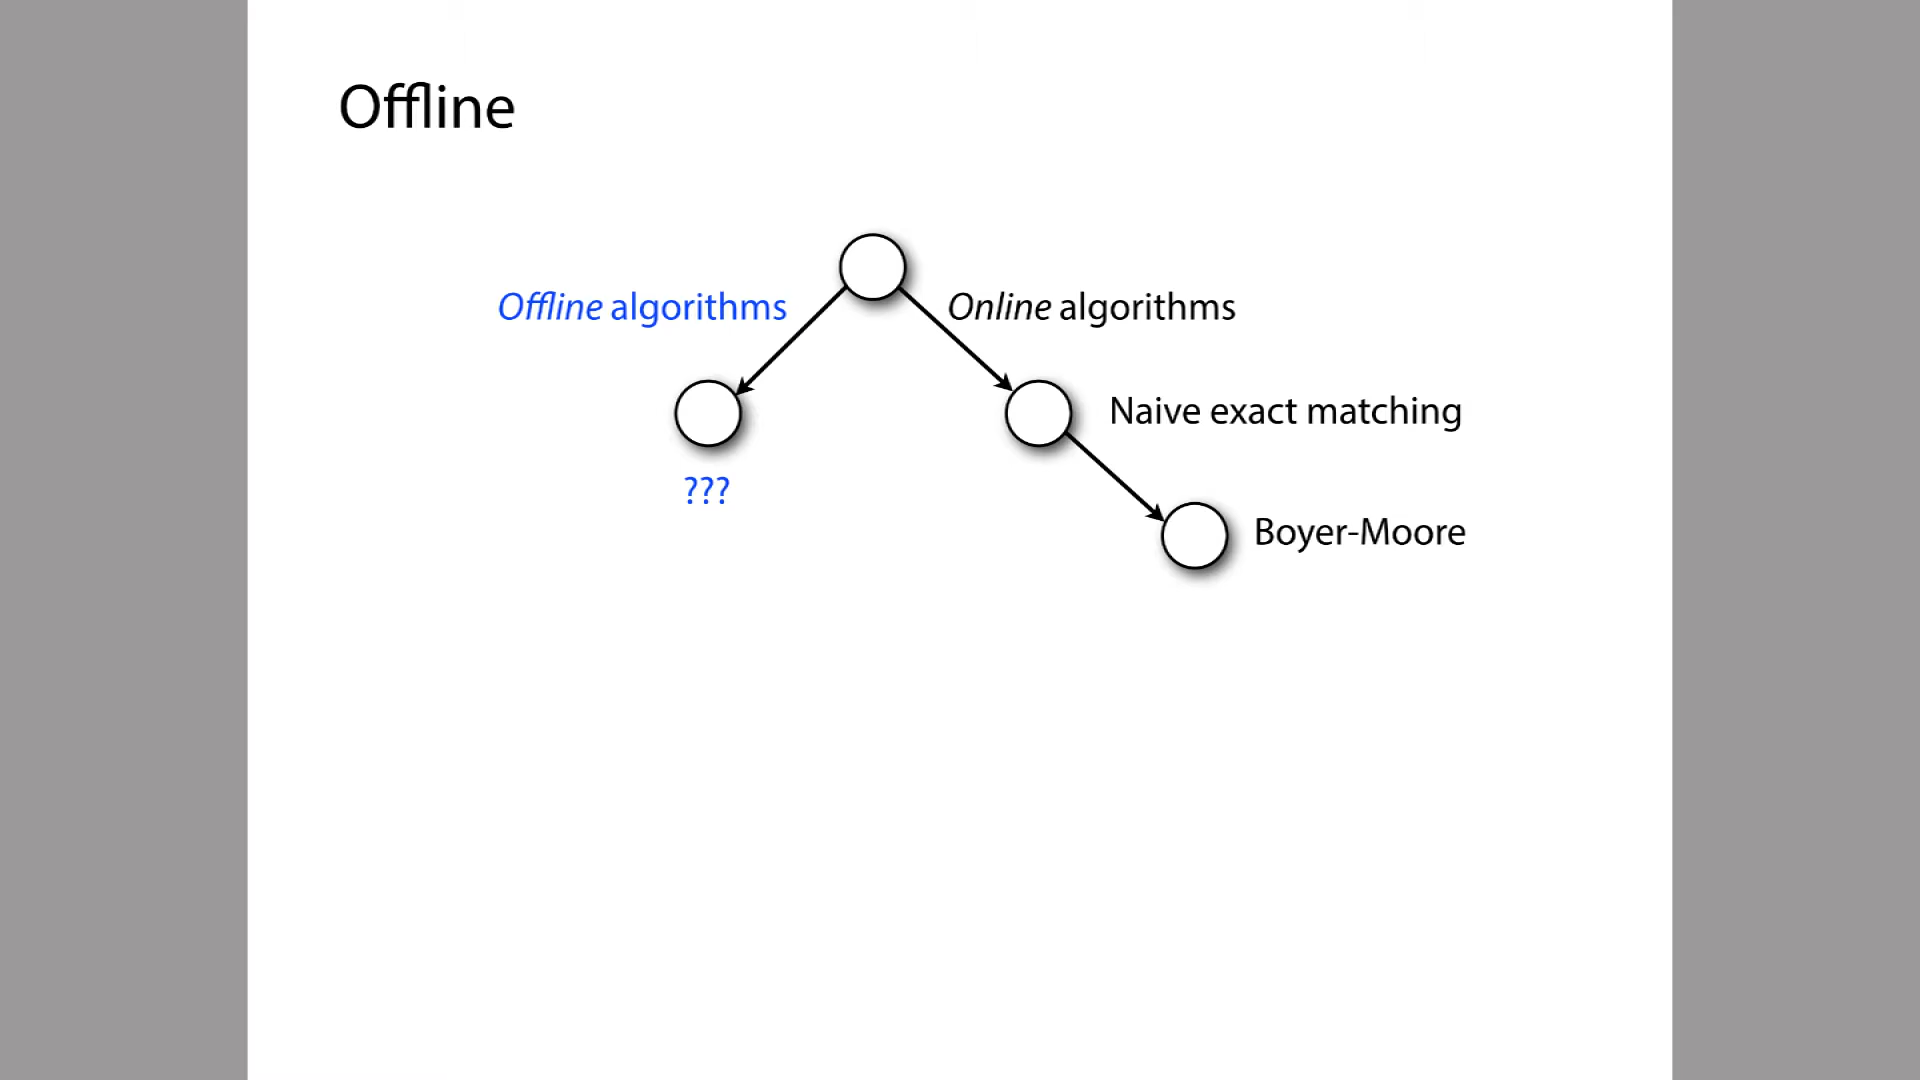 Offline
Offline algorithms
Online algorithms
Naive exact matching
???
Boyer-Moore